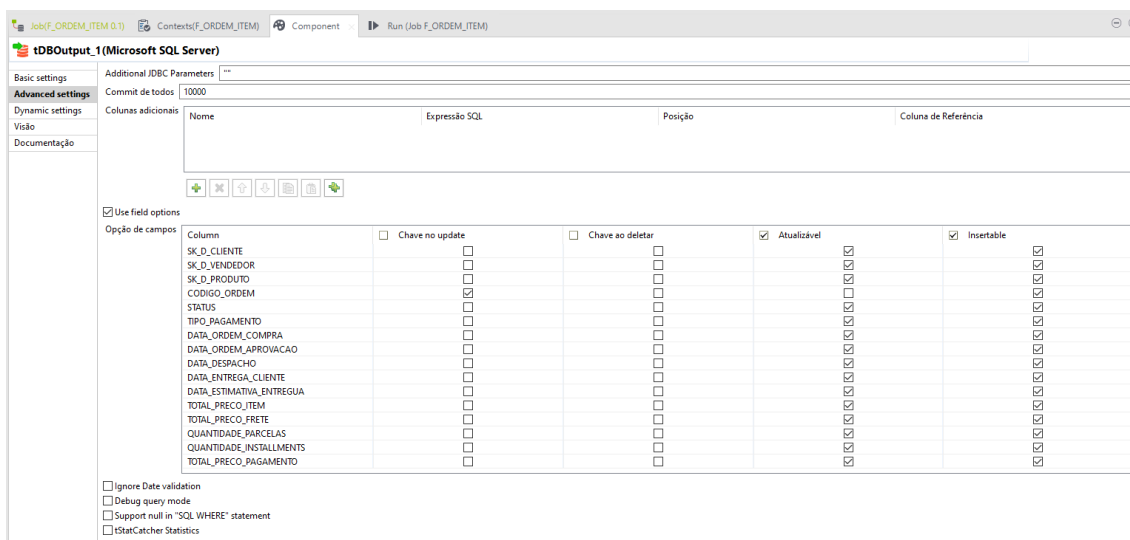 Job(F_ORDEM_ITEM 0.1) Contexts(F_ORDEM_ITEM) Component Run (Job F_ORDEM_ITEM)
tDBOutput_1(Microsoft SQL Server)
Basic settings
Advanced settings
Dynamic settings
Visão
Documentação
Additional JDBC Parameters ""
Commit de todos 10000
Colunas adicionais
Nome Expressão SQL Posição Coluna de Referência
Use field options
Opção de campos
Column Chave no update Chave ao deletar Atualizável Insertable
SK_D_CLIENTE
SK_D_VENDEDOR
SK_D_PRODUTO
CODIGO_ORDEM
STATUS
TIPO_PAGAMENTO
DATA_ORDEM_COMPRA
DATA_ORDEM_APROVACAO
DATA_DESPACHO
DATA_ENTREGA_CLIENTE
DATA_ESTIMATIVA_ENTREGUA
TOTAL_PRECO_ITEM
TOTAL_PRECO_FRETE
QUANTIDADE_PARCELAS
QUANTIDADE_INSTALLMENTS
TOTAL_PRECO_PAGAMENTO
Ignore Date validation
Debug query mode
Support null in "SQL WHERE" statement
tStatCatcher Statistics